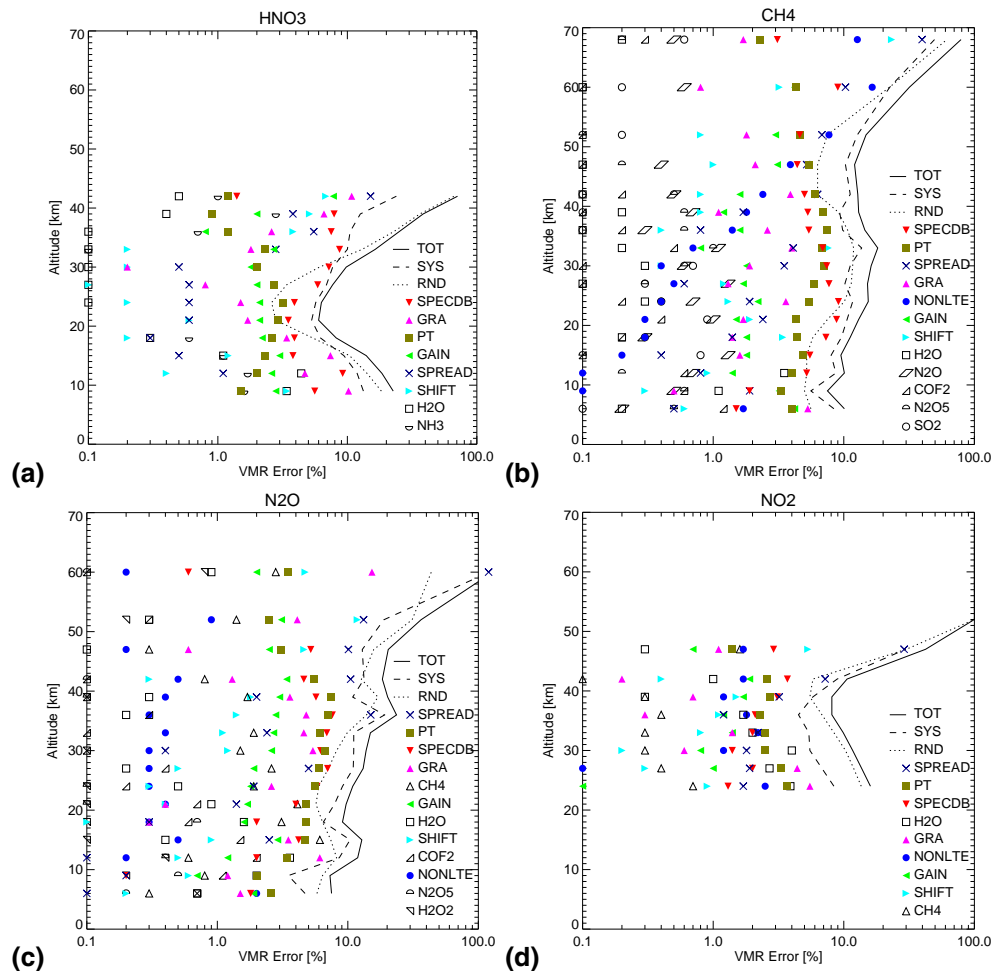 HNO3
70
60
50
40
30
20
10
0
Altitude [km]
0.1
1.0
10.0
100.0
VMR Error [%]
TOT
SYS
RND
SPECDB
GRA
PT
GAIN
SPREAD
SHIFT
H2O
NH3
(a)
CH4
70
60
50
40
30
20
10
0
Altitude [km]
0.1
1.0
10.0
100.0
VMR Error [%]
TOT
SYS
RND
SPECDB
PT
SPREAD
GRA
NONLTE
GAIN
SHIFT
H2O
N2O
COF2
N2O5
SO2
(b)
N2O
70
60
50
40
30
20
10
0
Altitude [km]
0.1
1.0
10.0
100.0
VMR Error [%]
TOT
SYS
RND
SPREAD
PT
SPECDB
GRA
CH4
GAIN
H2O
SHIFT
COF2
NONLTE
N2O5
H2O2
(c)
NO2
70
60
50
40
30
20
10
0
Altitude [km]
0.1
1.0
10.0
100.0
VMR Error [%]
TOT
SYS
RND
SPREAD
PT
SPECDB
H2O
GRA
NONLTE
GAIN
SHIFT
CH4
(d)